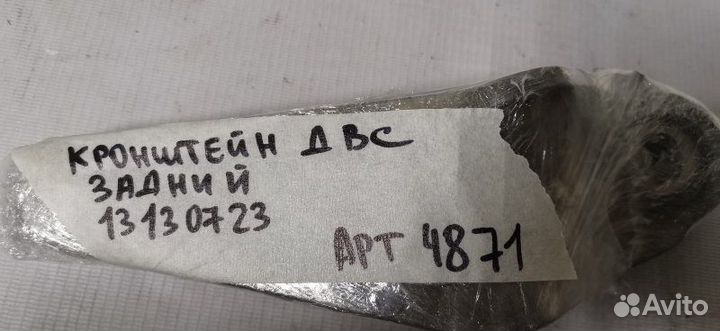 КРОНШТЕЙН ДВС
ЗАДНИЙ
13130723
АРТ 4871
Avito